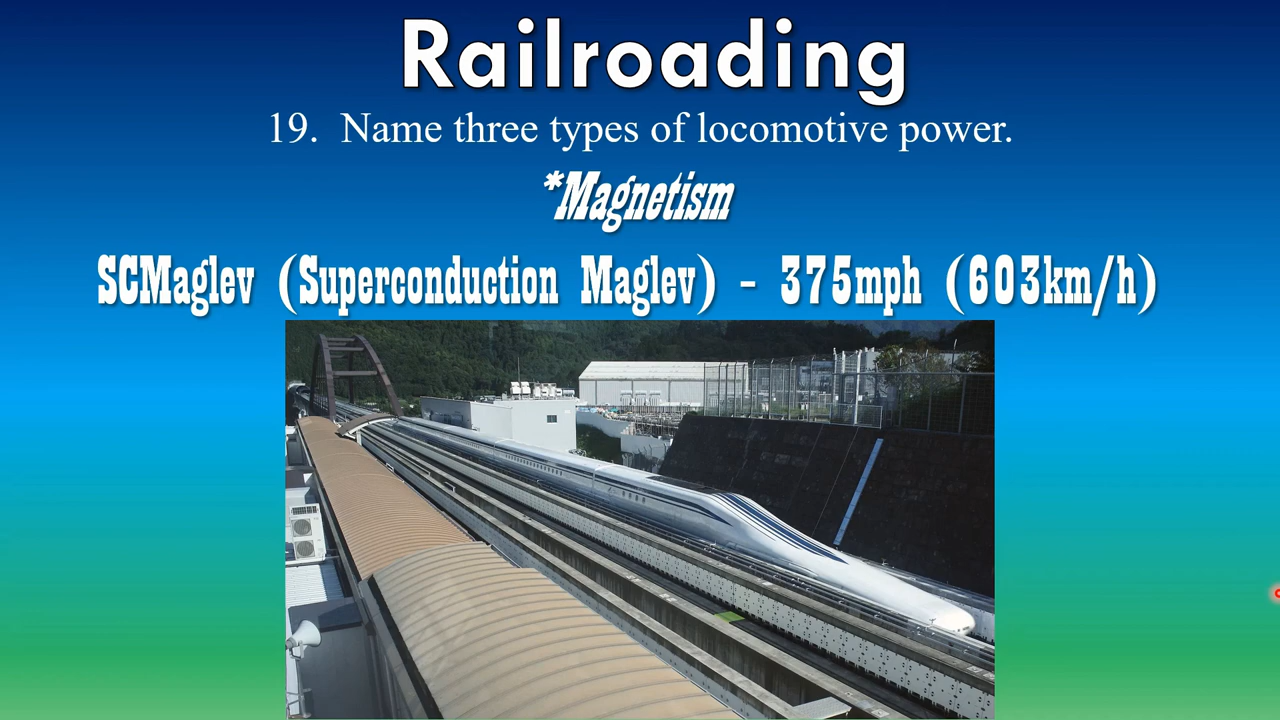 Railroading
19. Name three types of locomotive power.
*Magnetism
SCMaglev (Superconduction Maglev) - 375mph (603km/h)